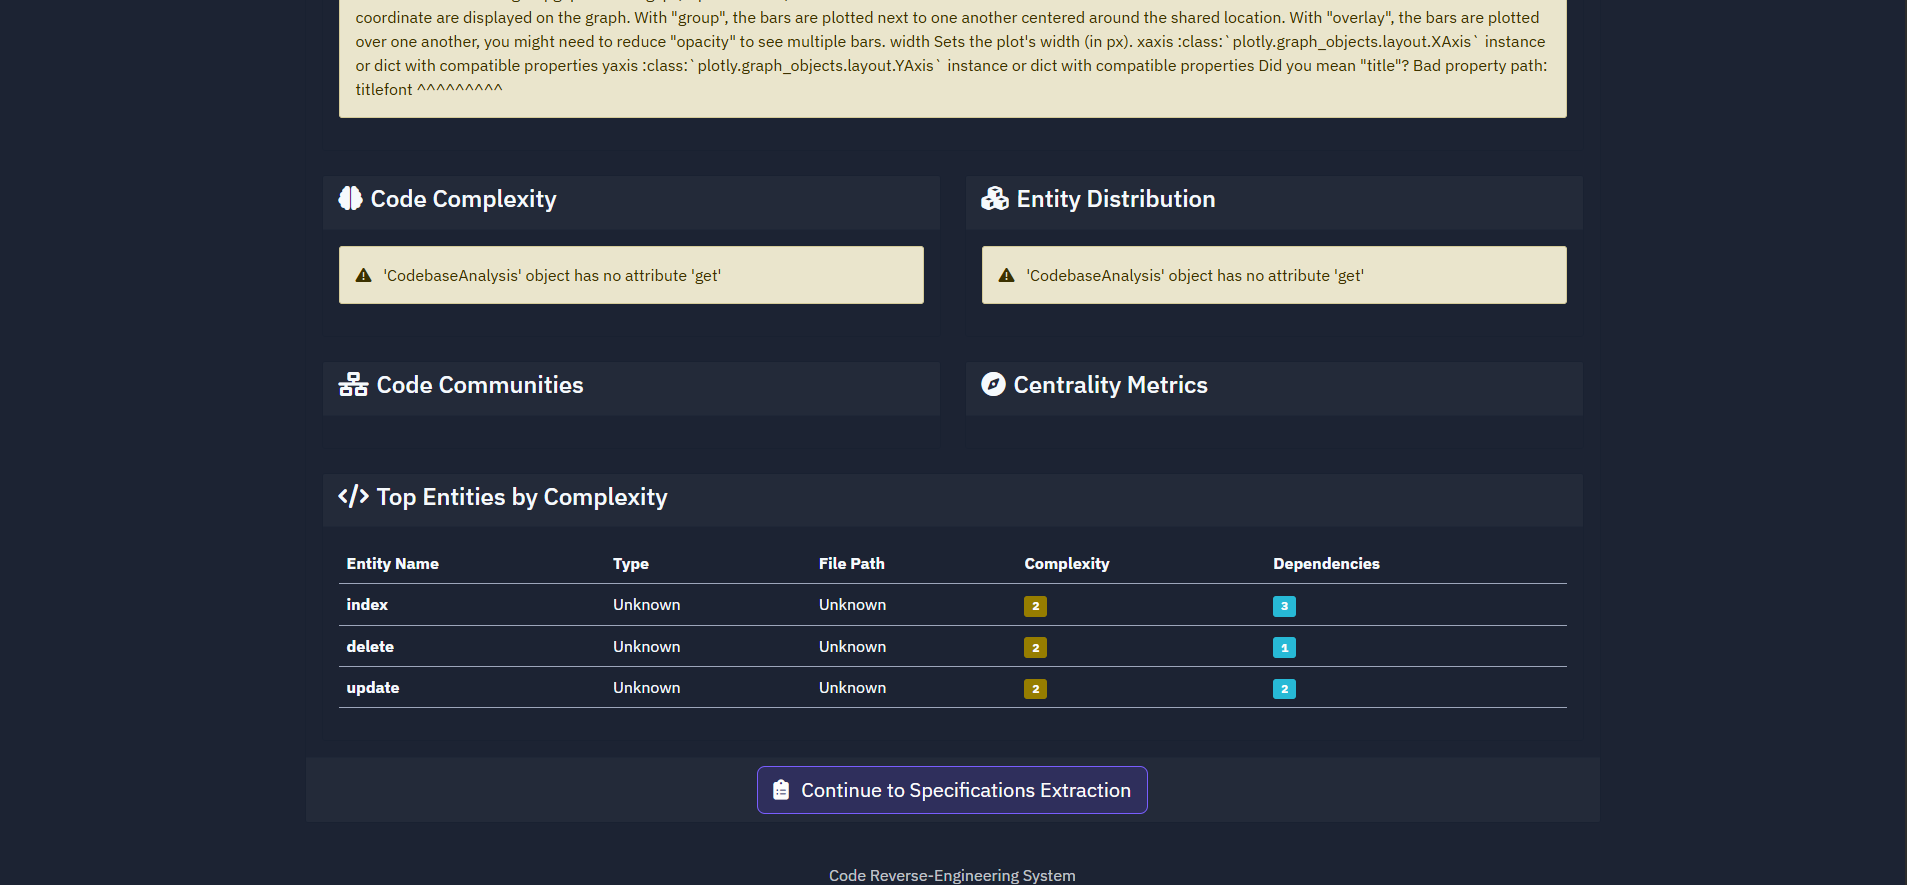 coordinate are displayed on the graph. With "group", the bars are plotted next to one another centered around the shared location. With "overlay", the bars are plotted
over one another, you might need to reduce "opacity" to see multiple bars. width Sets the plot's width (in px). xaxis :class:`plotly.graph_objects.layout.XAxis` instance
or dict with compatible properties yaxis :class:`plotly.graph_objects.layout.YAxis` instance or dict with compatible properties Did you mean "title"? Bad property path:
titlefont ^^^^^^^^^
Code Complexity
Entity Distribution
'CodebaseAnalysis' object has no attribute 'get'
'CodebaseAnalysis' object has no attribute 'get'
Code Communities
Centrality Metrics
Top Entities by Complexity
Entity Name Type File Path Complexity Dependencies
index Unknown Unknown 2 3
delete Unknown Unknown 2 1
update Unknown Unknown 2 2
Continue to Specifications Extraction
Code Reverse-Engineering System